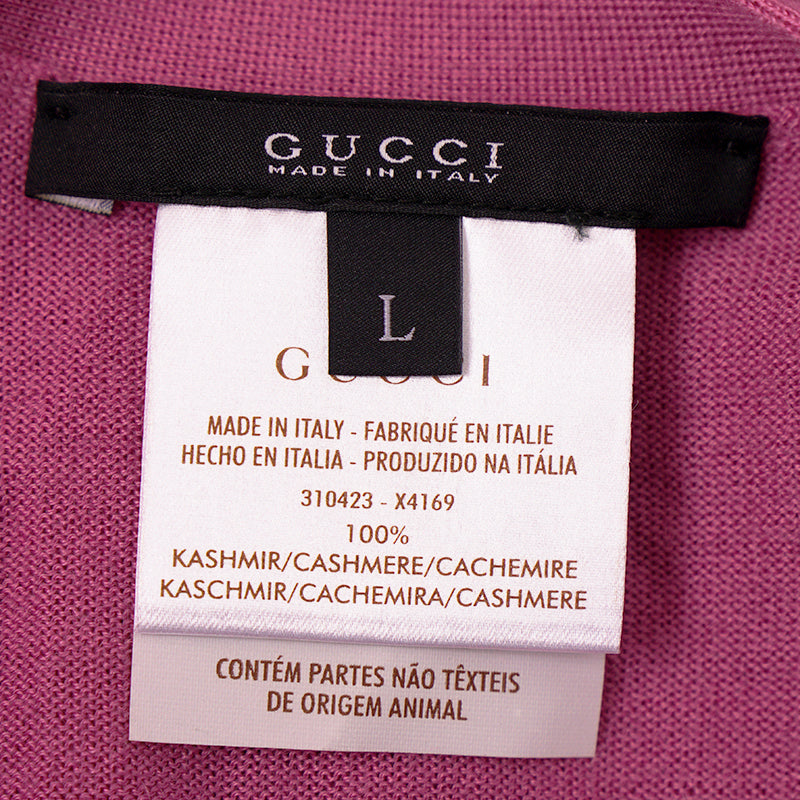 GUCCI
MADE IN ITALY
L
GUCCI
MADE IN ITALY - FABRIQUÉ EN ITALIE
HECHO EN ITALIA - PRODUZIDO NA ITÁLIA
310423 - X4169
100%
KASHMIR/CASHMERE/CACHEMIRE
KASCHMIR/CACHEMIRA/CASHMERE
CONTÉM PARTES NÃO TÊXTEIS
DE ORIGEM ANIMAL